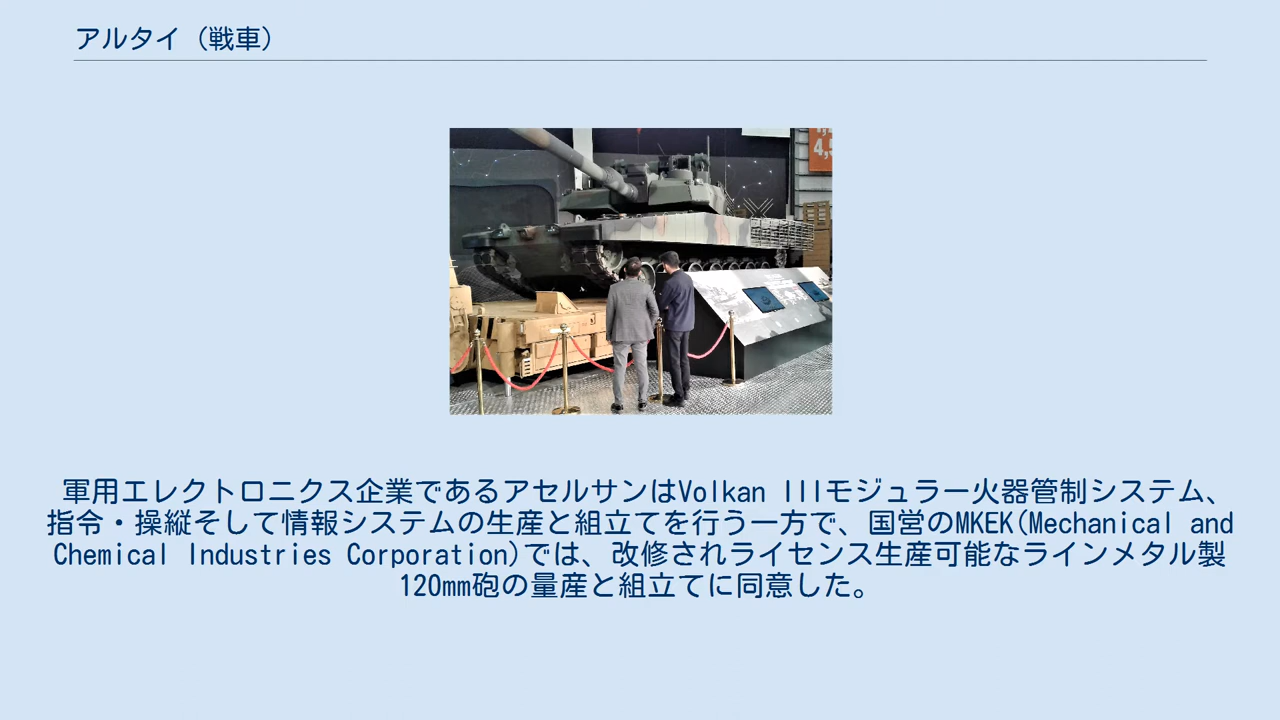 アルタイ（戦車）
4,
軍用エレクトロニクス企業であるアセルサンはVolkan IIIモジュラー火器管制システム、
指令・操縦そして情報システムの生産と組立てを行う一方で、国営のMKEK(Mechanical and
Chemical Industries Corporation)では、改修されライセンス生産可能なラインメタル製
120mm砲の量産と組立てに同意した。